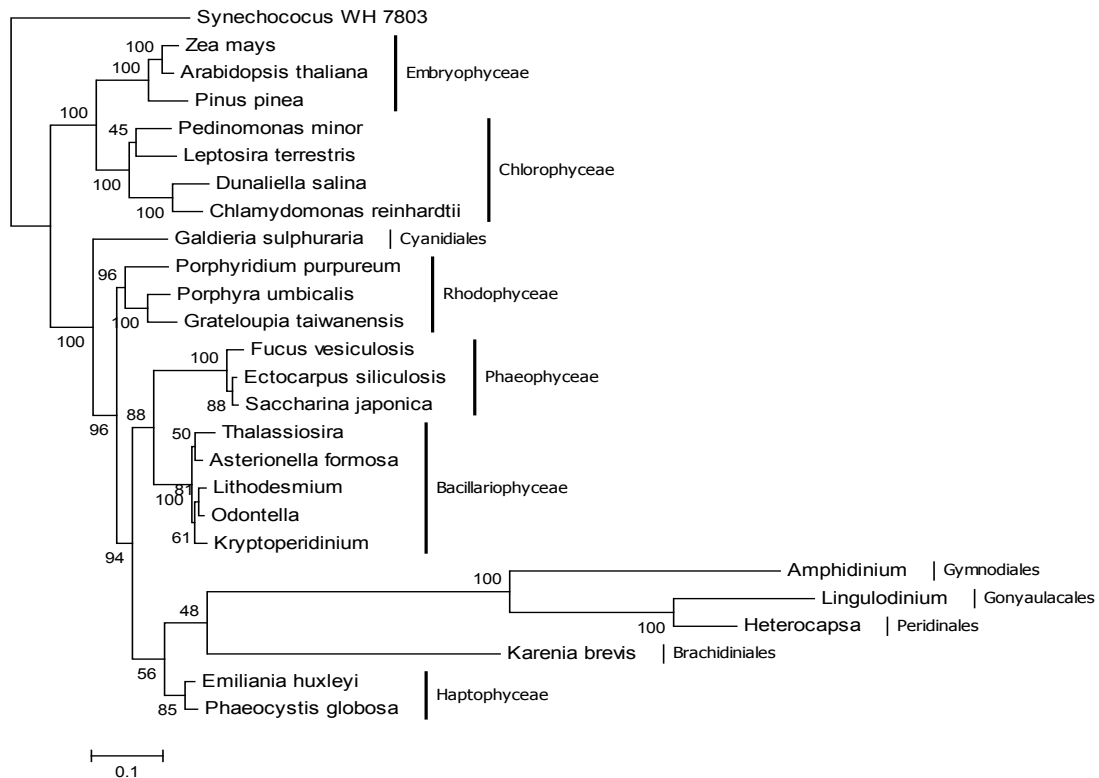 Synechococus WH 7803
100
Zea mays
100
Arabidopsis thaliana
Embryophyceae
Pinus pinea
100
45
Pedinomonas minor
Leptosira terrestris
Chlorophyceae
100
Dunaliella salina
100
Chlamydomonas reinhardtii
Galdieria sulphuraria
Cyanidiales
96
Porphyridium purpureum
Porphyra umbicalis
Rhodophyceae
100
Grateloupia taiwanensis
100
Fucus vesiculosis
100
Ectocarpus siliculosis
Phaeophyceae
88
Saccharina japonica
88
96
50
Thalassiosira
Asterionella formosa
81
Lithodesmium
Bacillariophyceae
100
Odontella
61
Kryptoperidinium
94
Amphidinium
Gymnodiales
100
Lingulodinium
Gonyaulacales
48
100
Heterocapsa
Peridinales
Karenia brevis
Brachidiniales
56
Emiliania huxleyi
Haptophyceae
85
Phaeocystis globosa
0.1